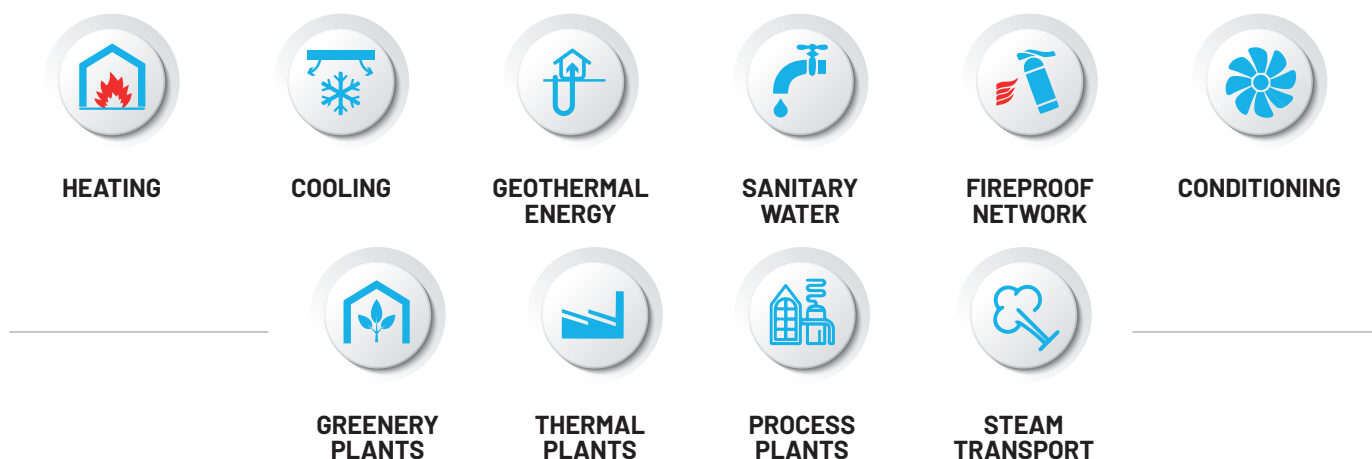 HEATING
COOLING
GEOTHERMAL
ENERGY
SANITARY
WATER
FIREPROOF
NETWORK
CONDITIONING
GREENERY
PLANTS
THERMAL
PLANTS
PROCESS
PLANTS
STEAM
TRANSPORT